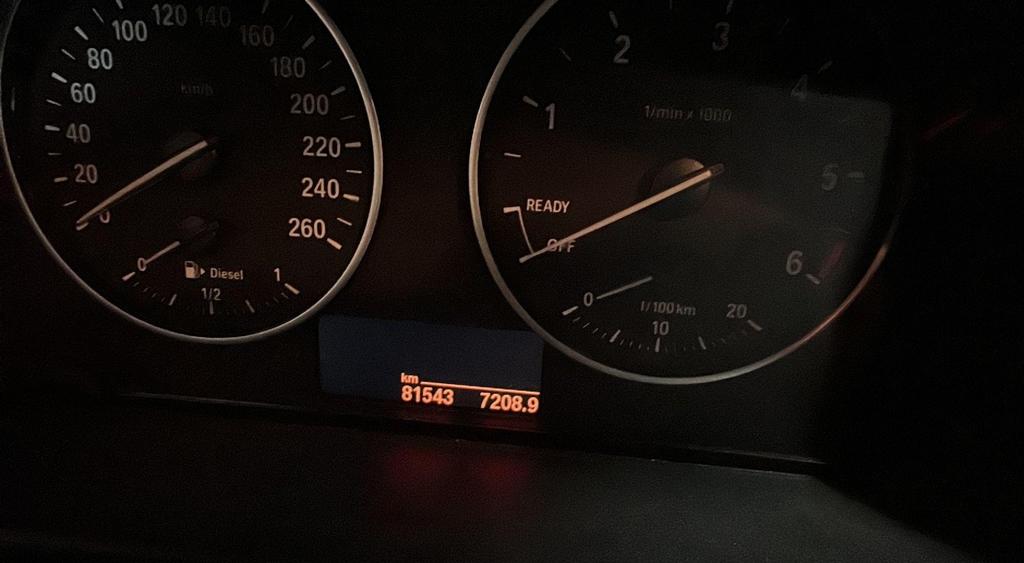 120 140
100 160
80 180
km/h
60 200
40 220
20 240
0 260
0 Diesel 1
1/2
2 3
1 4
1/min x 1000
5
READY
OFF
6
0 l/100km 20
10
km
81543 7208.9